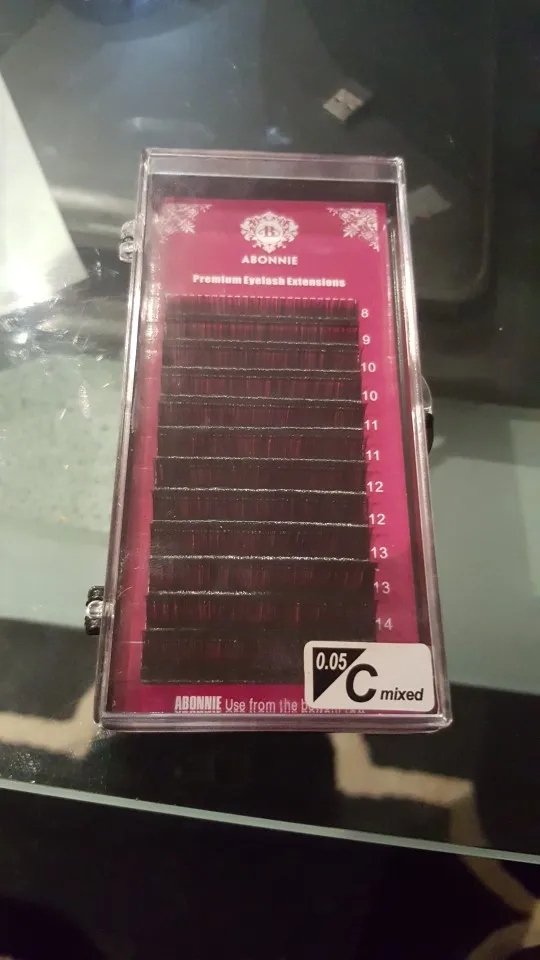 B
ABONNIE
Premium Eyelash Extensions
8
9
10
10
11
11
12
12
13
13
14
0.05 C mixed
ABONNIE Use from the